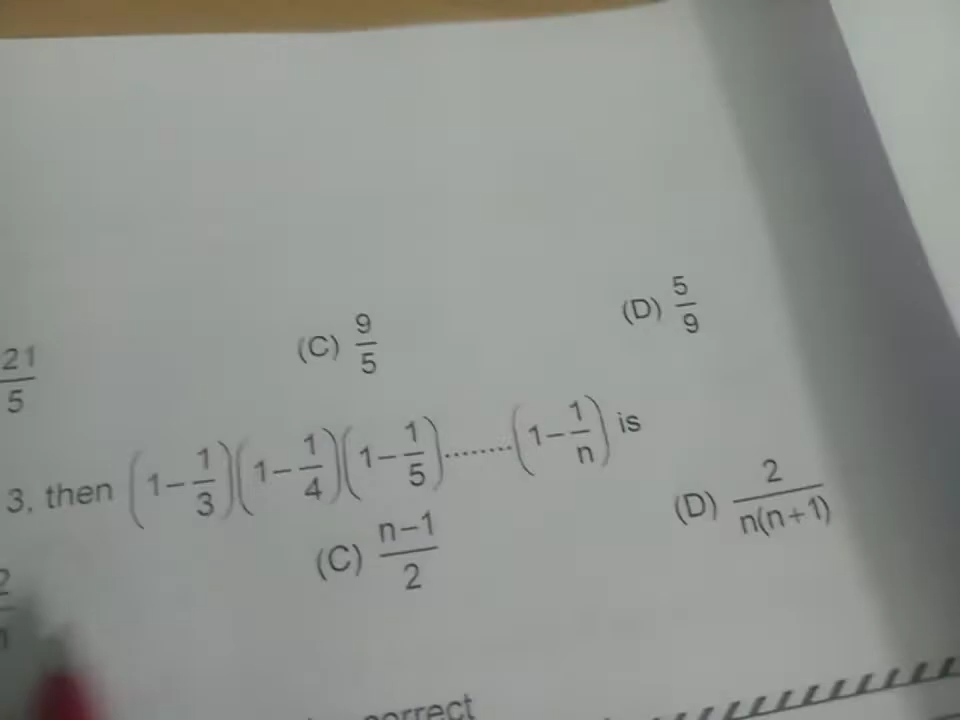 21/5 (C) 9/5 (D) 5/9
3, then (1-1/3)(1-1/4)(1-1/5)........(1-1/n) is
(C) n-1/2 (D) 2/n(n+1)
correct